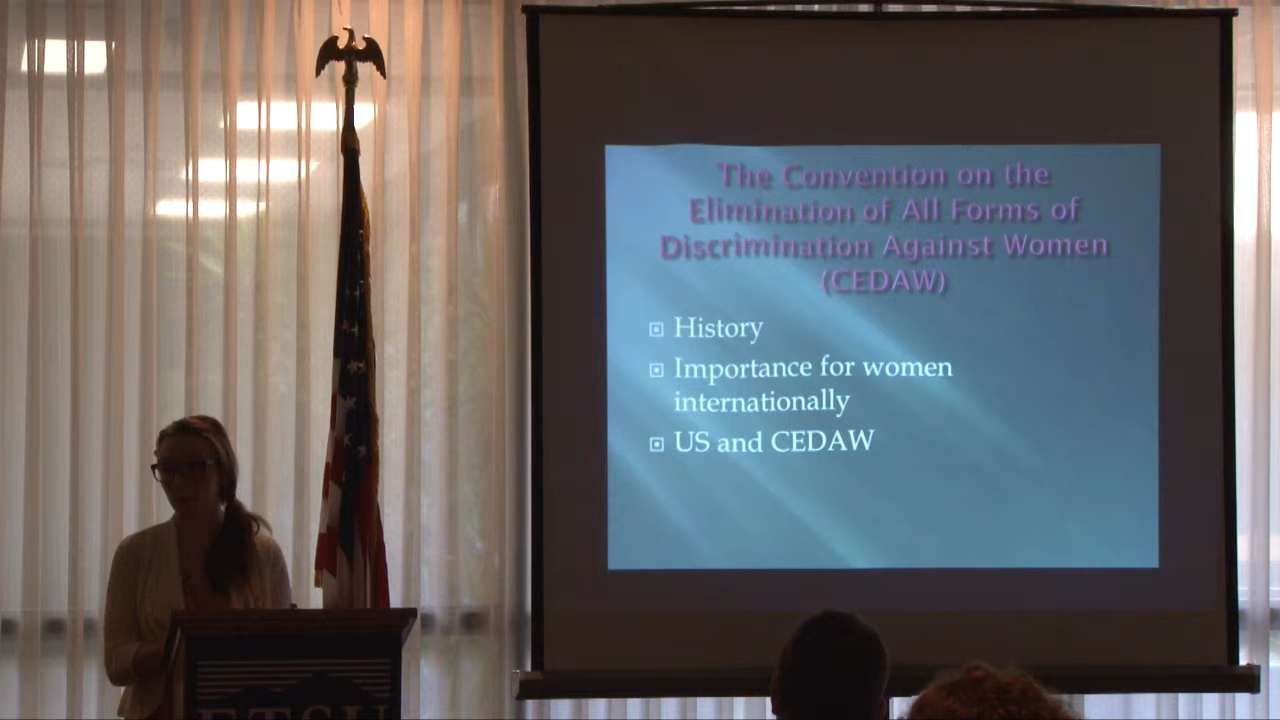 The Convention on the
Elimination of All Forms of
Discrimination Against Women
(CEDAW)
History
Importance for women
internationally
US and CEDAW
ETSU